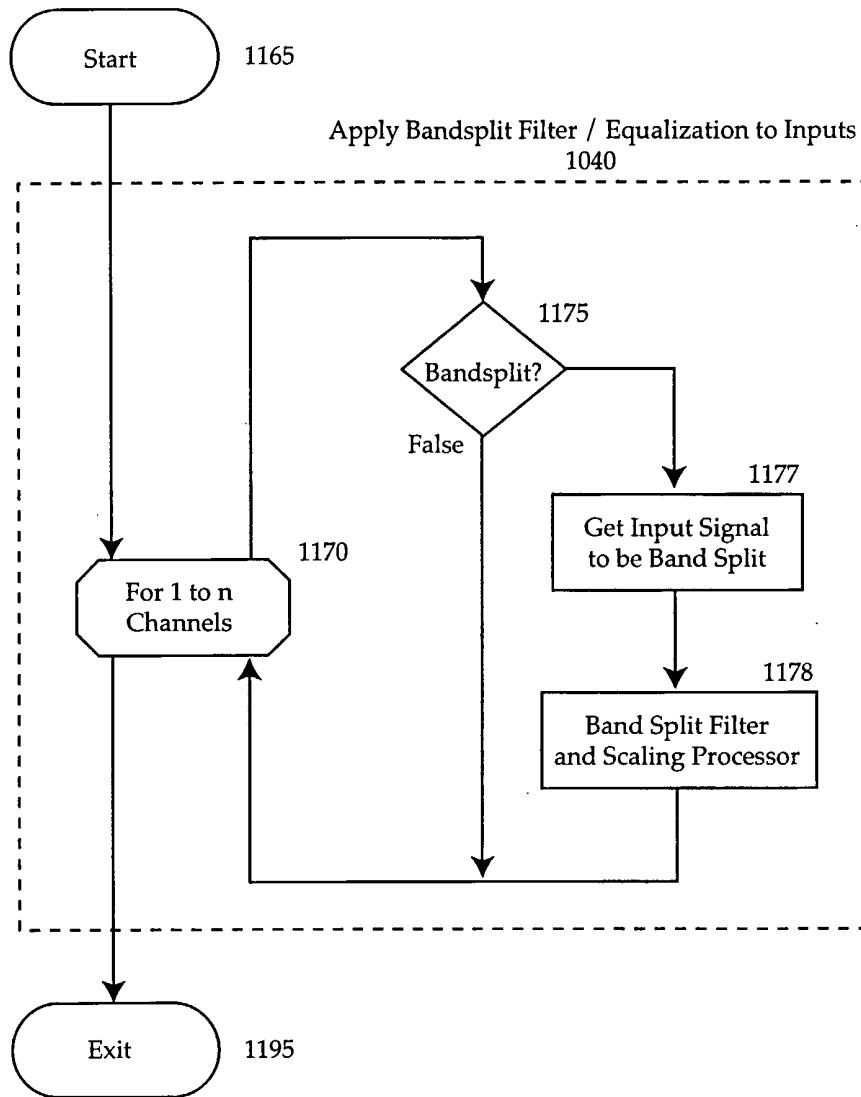 Start
1165
Apply Bandsplit Filter / Equalization to Inputs
1040
1175
Bandsplit?
False
1177
Get Input Signal
to be Band Split
1170
For 1 to n
Channels
1178
Band Split Filter
and Scaling Processor
Exit
1195